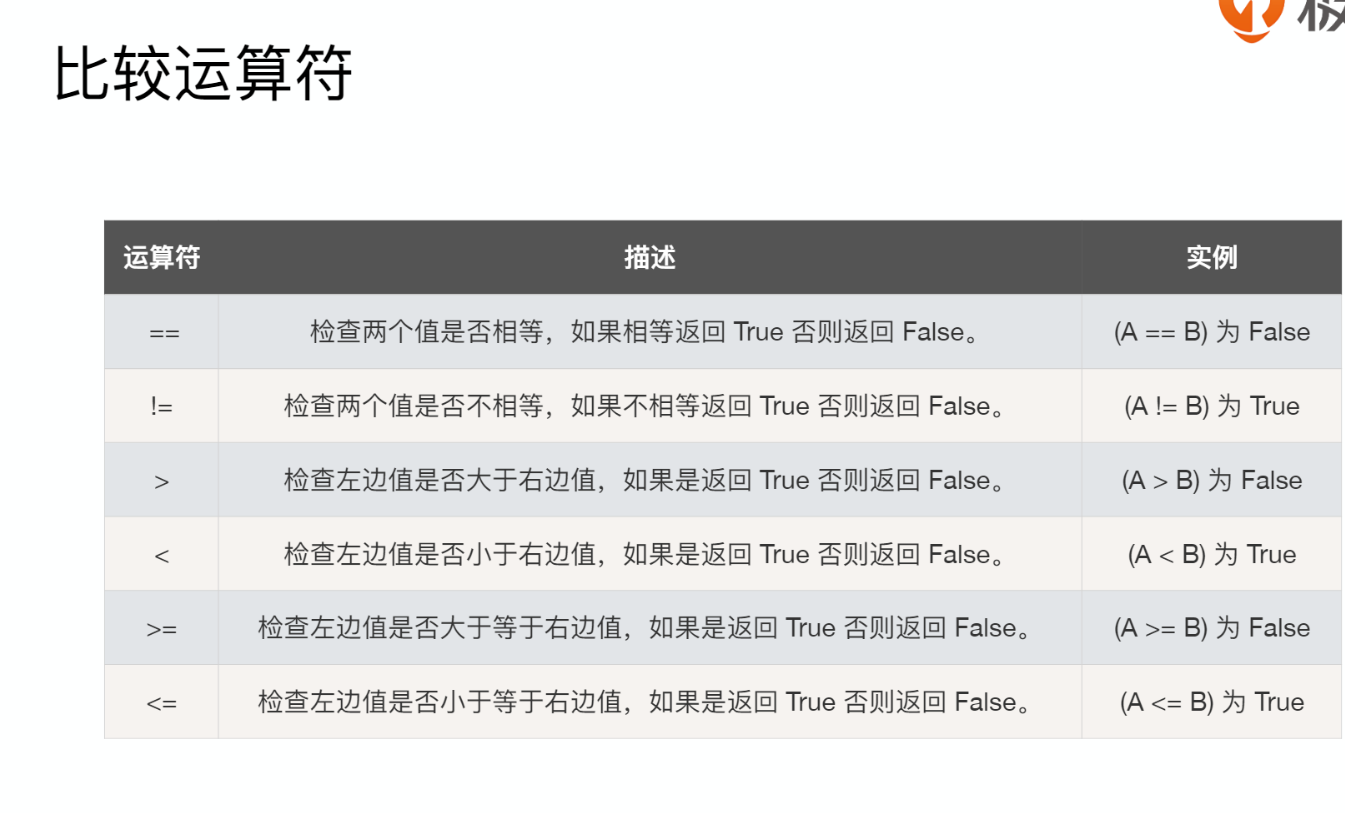 比较运算符
运算符 描述 实例
== 检查两个值是否相等，如果相等返回 True 否则返回 False。 (A == B) 为 False
!= 检查两个值是否不相等，如果不相等返回 True 否则返回 False。 (A != B) 为 True
> 检查左边值是否大于右边值，如果是返回 True 否则返回 False。 (A > B) 为 False
< 检查左边值是否小于右边值，如果是返回 True 否则返回 False。 (A < B) 为 True
>= 检查左边值是否大于等于右边值，如果是返回 True 否则返回 False。 (A >= B) 为 False
<= 检查左边值是否小于等于右边值，如果是返回 True 否则返回 False。 (A <= B) 为 True